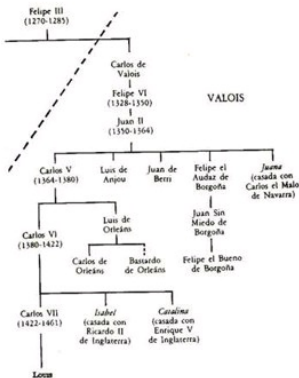 Felipe III
(1270-1285)
Carlos de
Valois
Felipe VI
(1328-1350)
Juan II
(1350-1364)
VALOIS
Carlos V
(1364-1380)
Luis de
Anjou
Juan de
Berri
Felipe el
Audaz de
Borgoña
Juana
(casada con
Carlos el Malo
de Navarra)
Carlos VI
(1380-1422)
Luis de
Orleáns
Juan Sin
Miedo de
Borgoña
Carlos de
Orleáns
Bastardo
de Orleáns
Felipe el Bueno
de Borgoña
Carlos VII
(1422-1461)
Isabel
(casada con
Ricardo II
de Inglaterra)
Catalina
(casada con
Enrique V
de Inglaterra)
Louis